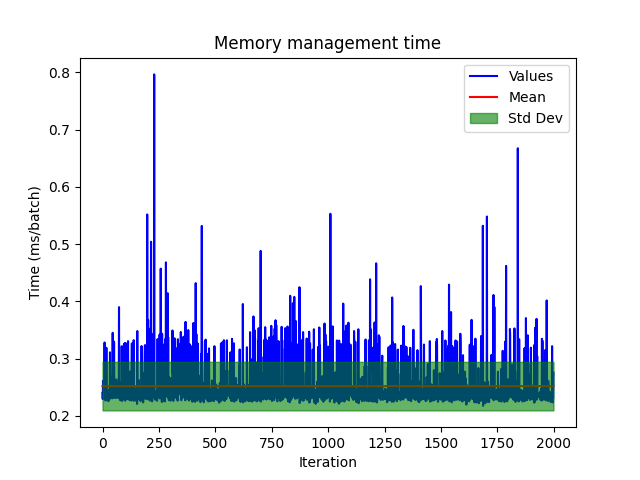 Memory management time
Time (ms/batch)
0.8
0.7
0.6
0.5
0.4
0.3
0.2
Values
Mean
Std Dev
0 250 500 750 1000 1250 1500 1750 2000
Iteration